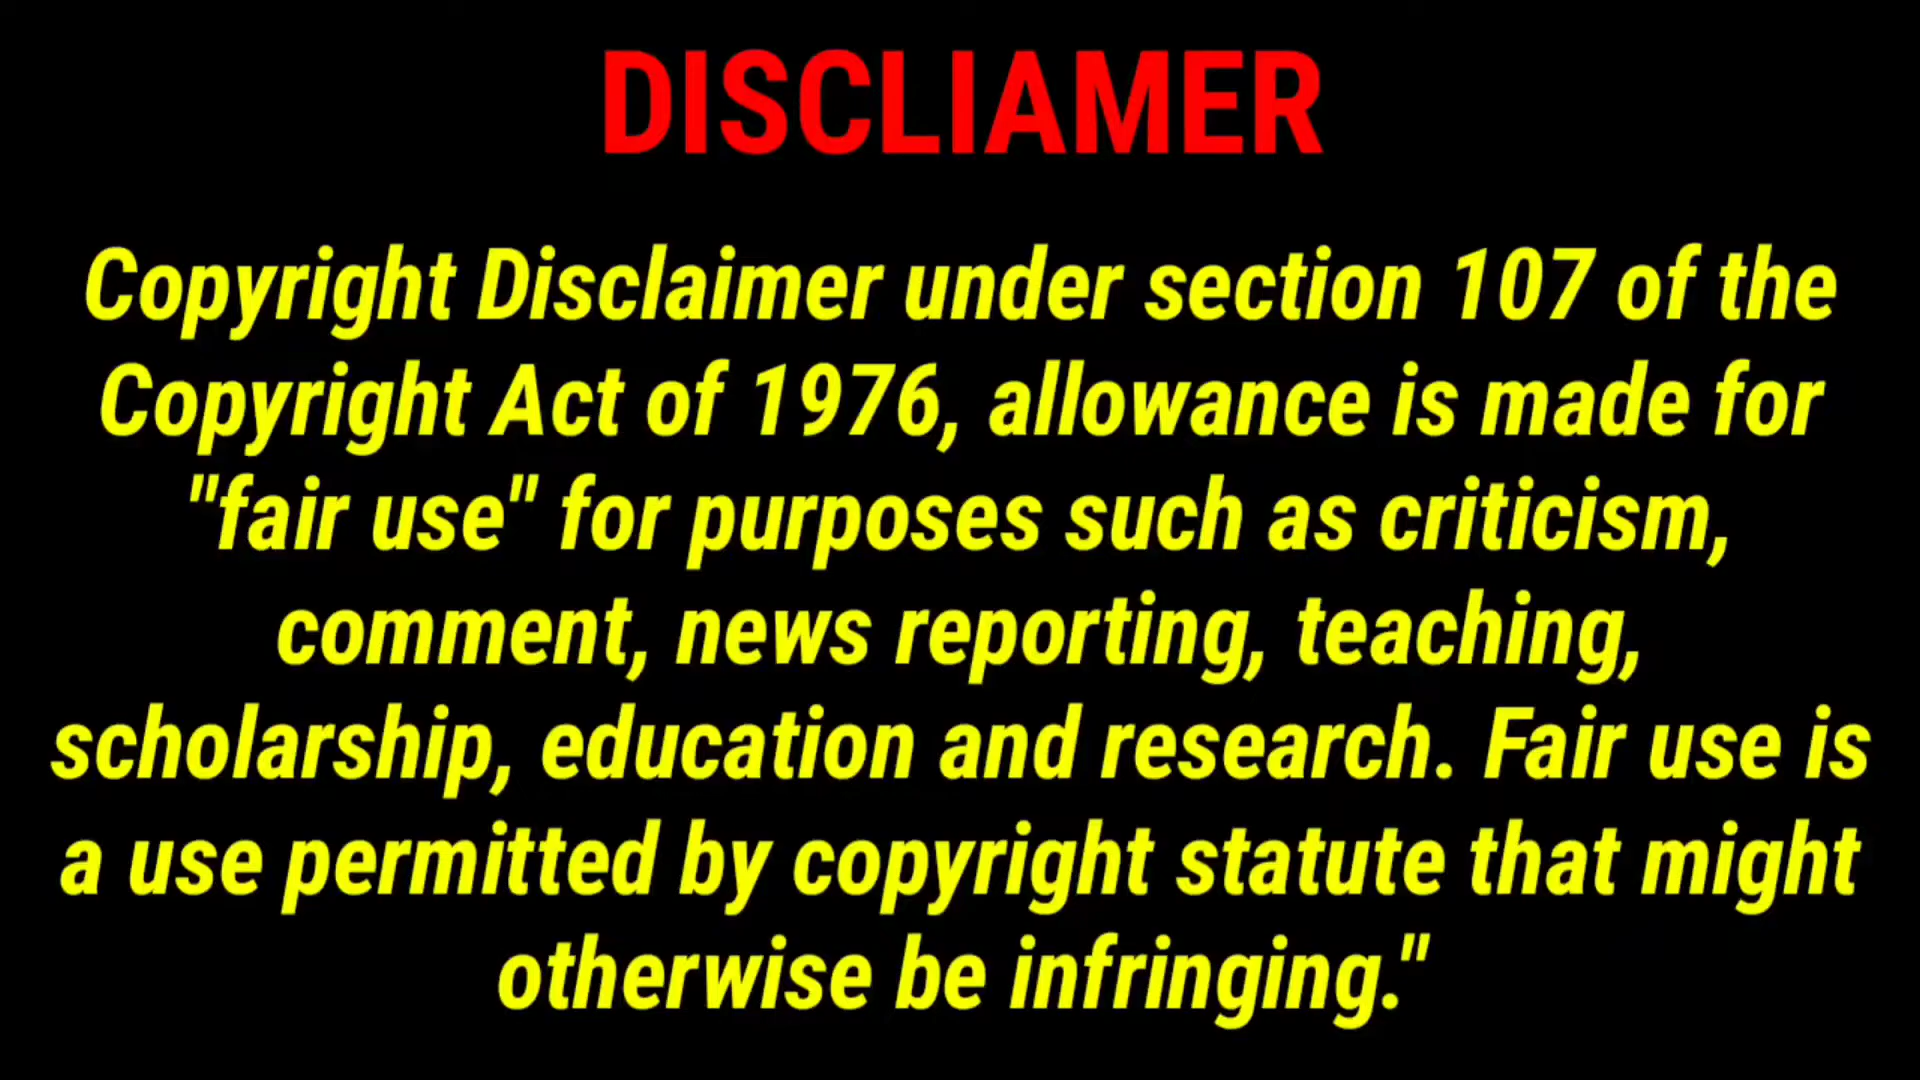 DISCLIAMER
Copyright Disclaimer under section 107 of the
Copyright Act of 1976, allowance is made for
"fair use" for purposes such as criticism,
comment, news reporting, teaching,
scholarship, education and research. Fair use is
a use permitted by copyright statute that might
otherwise be infringing."